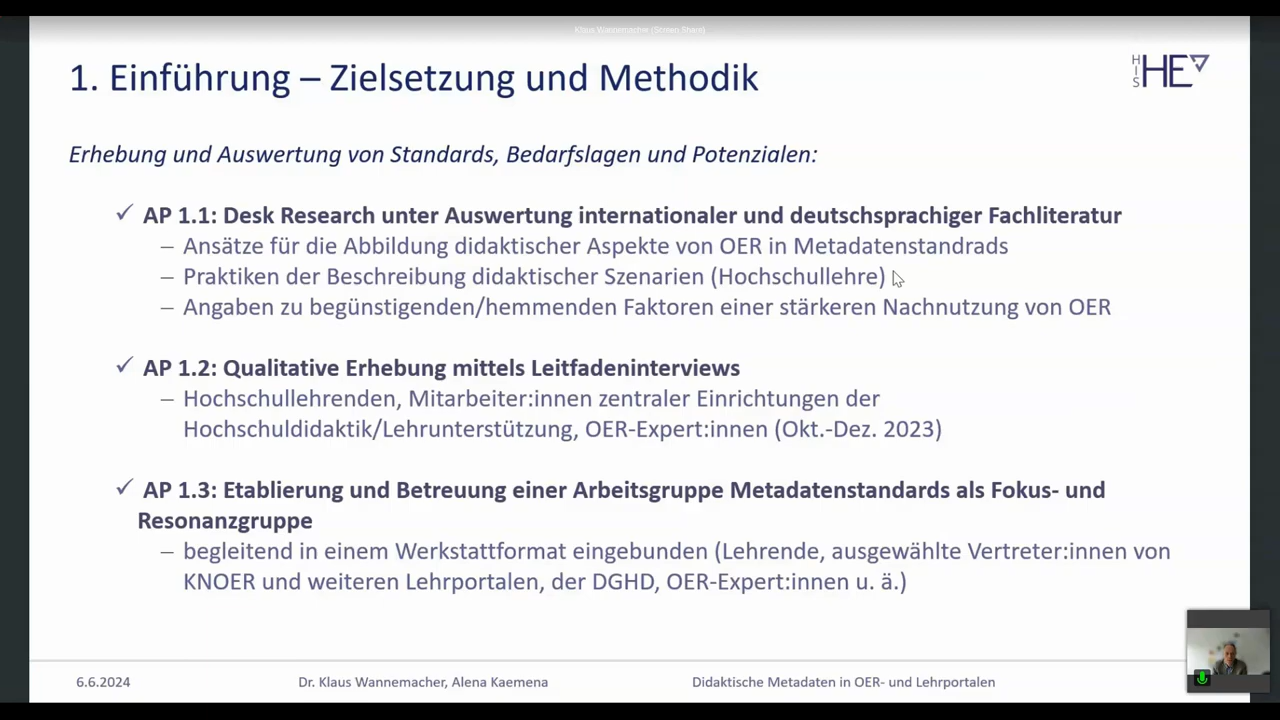 Klaus Wannemacher (Screen Share)
1. Einführung – Zielsetzung und Methodik
HIS HE
Erhebung und Auswertung von Standards, Bedarfslagen und Potenzialen:
✓ AP 1.1: Desk Research unter Auswertung internationaler und deutschsprachiger Fachliteratur
– Ansätze für die Abbildung didaktischer Aspekte von OER in Metadatenstandrads
– Praktiken der Beschreibung didaktischer Szenarien (Hochschullehre)
– Angaben zu begünstigenden/hemmenden Faktoren einer stärkeren Nachnutzung von OER
✓ AP 1.2: Qualitative Erhebung mittels Leitfadeninterviews
– Hochschullehrenden, Mitarbeiter:innen zentraler Einrichtungen der
Hochschuldidaktik/Lehrunterstützung, OER-Expert:innen (Okt.-Dez. 2023)
✓ AP 1.3: Etablierung und Betreuung einer Arbeitsgruppe Metadatenstandards als Fokus- und
Resonanzgruppe
– begleitend in einem Werkstattformat eingebunden (Lehrende, ausgewählte Vertreter:innen von
KNOER und weiteren Lehrportalen, der DGHD, OER-Expert:innen u. ä.)
6.6.2024
Dr. Klaus Wannemacher, Alena Kaemena
Didaktische Metadaten in OER- und Lehrportalen